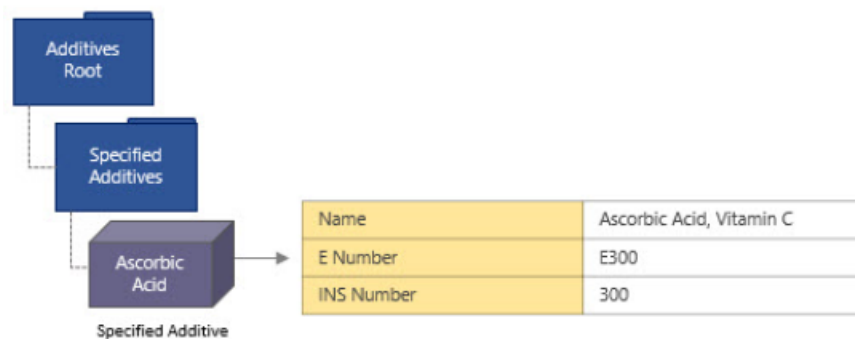 Additives
Root
Specified
Additives
Ascorbic
Acid
Specified Additive
Name Ascorbic Acid, Vitamin C
E Number E300
INS Number 300